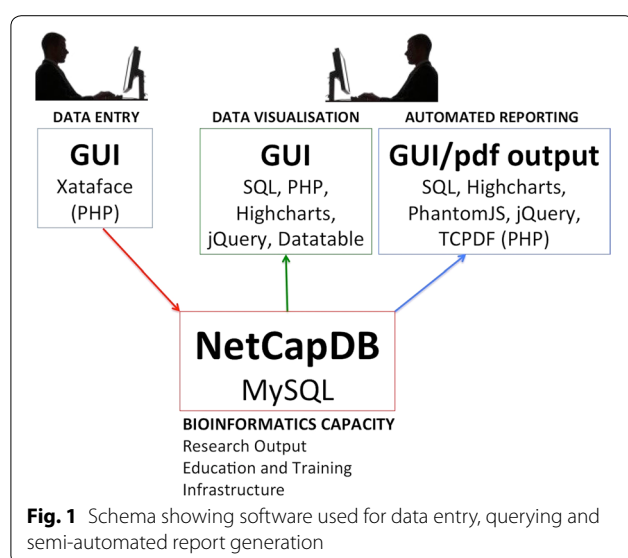 DATA ENTRY
GUI
Xataface
(PHP)
DATA VISUALISATION
GUI
SQL, PHP,
Highcharts,
jQuery, Datatable
AUTOMATED REPORTING
GUI/pdf output
SQL, Highcharts,
PhantomJS, jQuery,
TCPDF (PHP)
NetCapDB
MySQL
BIOINFORMATICS CAPACITY
Research Output
Education and Training
Infrastructure
Fig. 1 Schema showing software used for data entry, querying and
semi-automated report generation